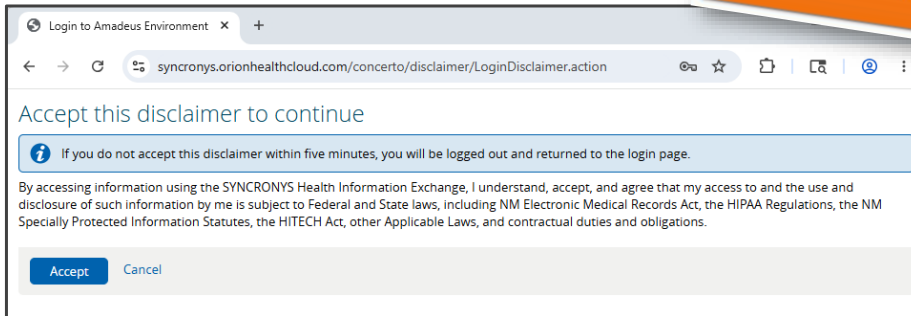 Login to Amadeus Environment
syncronys.orionhealthcloud.com/concerto/disclaimer/LoginDisclaimer.action
Accept this disclaimer to continue
If you do not accept this disclaimer within five minutes, you will be logged out and returned to the login page.
By accessing information using the SYNCRONYS Health Information Exchange, I understand, accept, and agree that my access to and the use and
disclosure of such information by me is subject to Federal and State laws, including NM Electronic Medical Records Act, the HIPAA Regulations, the NM
Specially Protected Information Statutes, the HITECH Act, other Applicable Laws, and contractual duties and obligations.
Accept Cancel